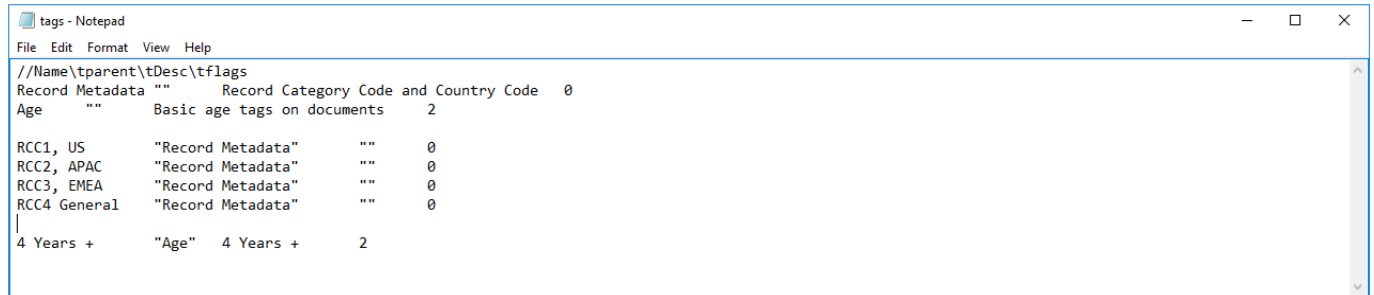 tags - Notepad
File Edit Format View Help
//Name\tparent\tDesc\tflags
Record Metadata "" Record Category Code and Country Code 0
Age "" Basic age tags on documents 2
RCC1, US "Record Metadata" "" 0
RCC2, APAC "Record Metadata" "" 0
RCC3, EMEA "Record Metadata" "" 0
RCC4 General "Record Metadata" "" 0
4 Years + "Age" 4 Years + 2